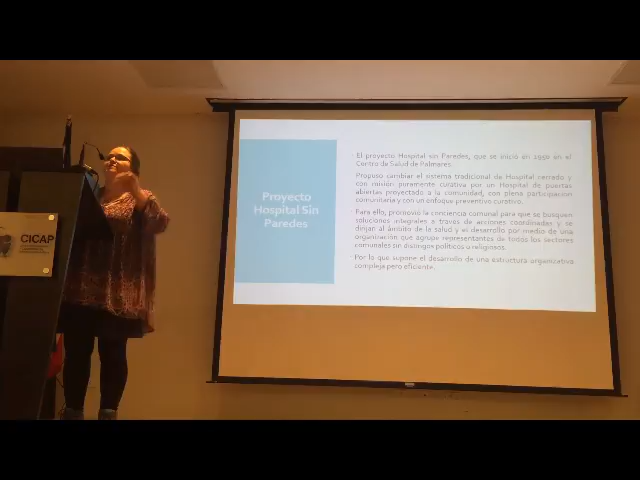 CICAP
Proyecto
Hospital Sin
Paredes
El proyecto Hospital sin Paredes, que se inicio en 1955 en el
Centro de Salud de Palmares.
Propuso cambiar el sistema tradicional de Hospital cerrado y
con misión puramente curativa por un Hospital de puertas
abiertas proyectado a la comunidad, con plena participación
comunitaria y con un enfoque preventivo curativo.
Para ello, promovió la conciencia comunal para que se busquen
soluciones integrales a través de acciones coordinadas y se
dirijan al ámbito de la salud y el desarrollo por medio de una
organización que agrupe representantes de todos los sectores
comunales sin distingos políticos o religiosos.
Por lo que supone el desarrollo de una estructura organizativa
compleja pero eficiente.